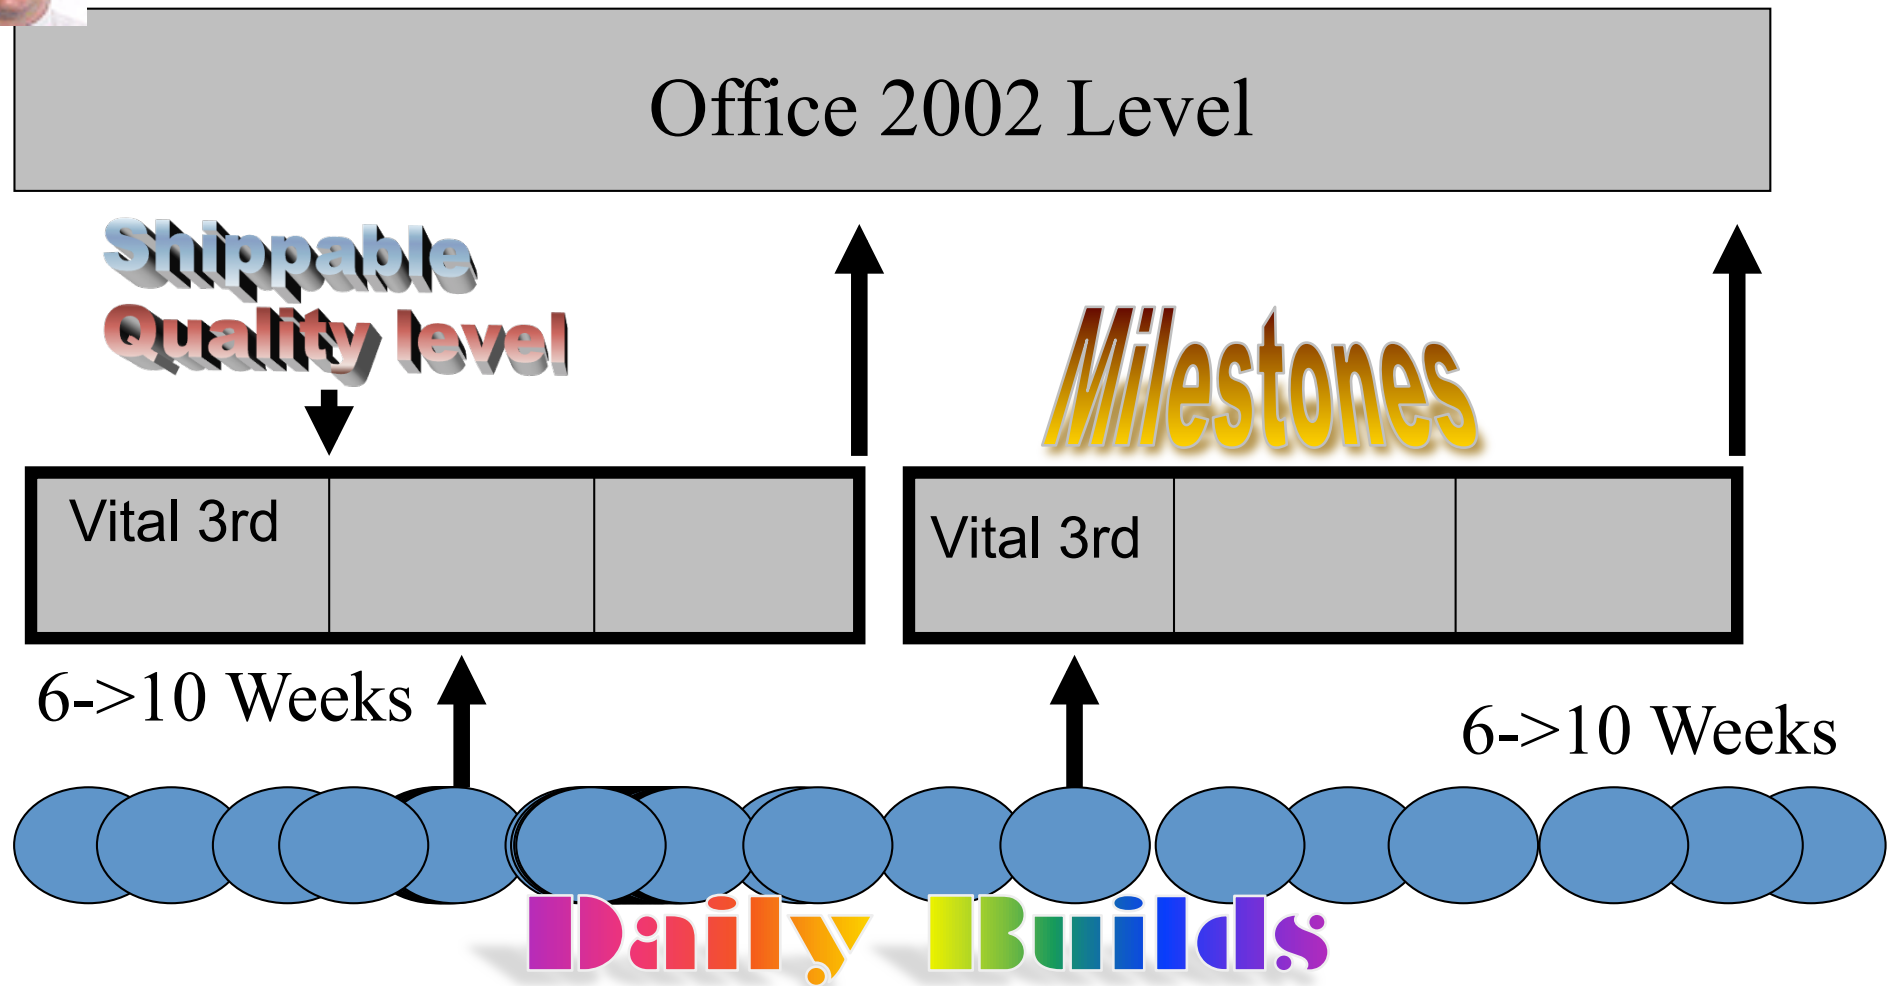 Office 2002 Level
Shippable
Quality level
Milestones
Vital 3rd
Vital 3rd
6->10 Weeks
6->10 Weeks
Daily Builds